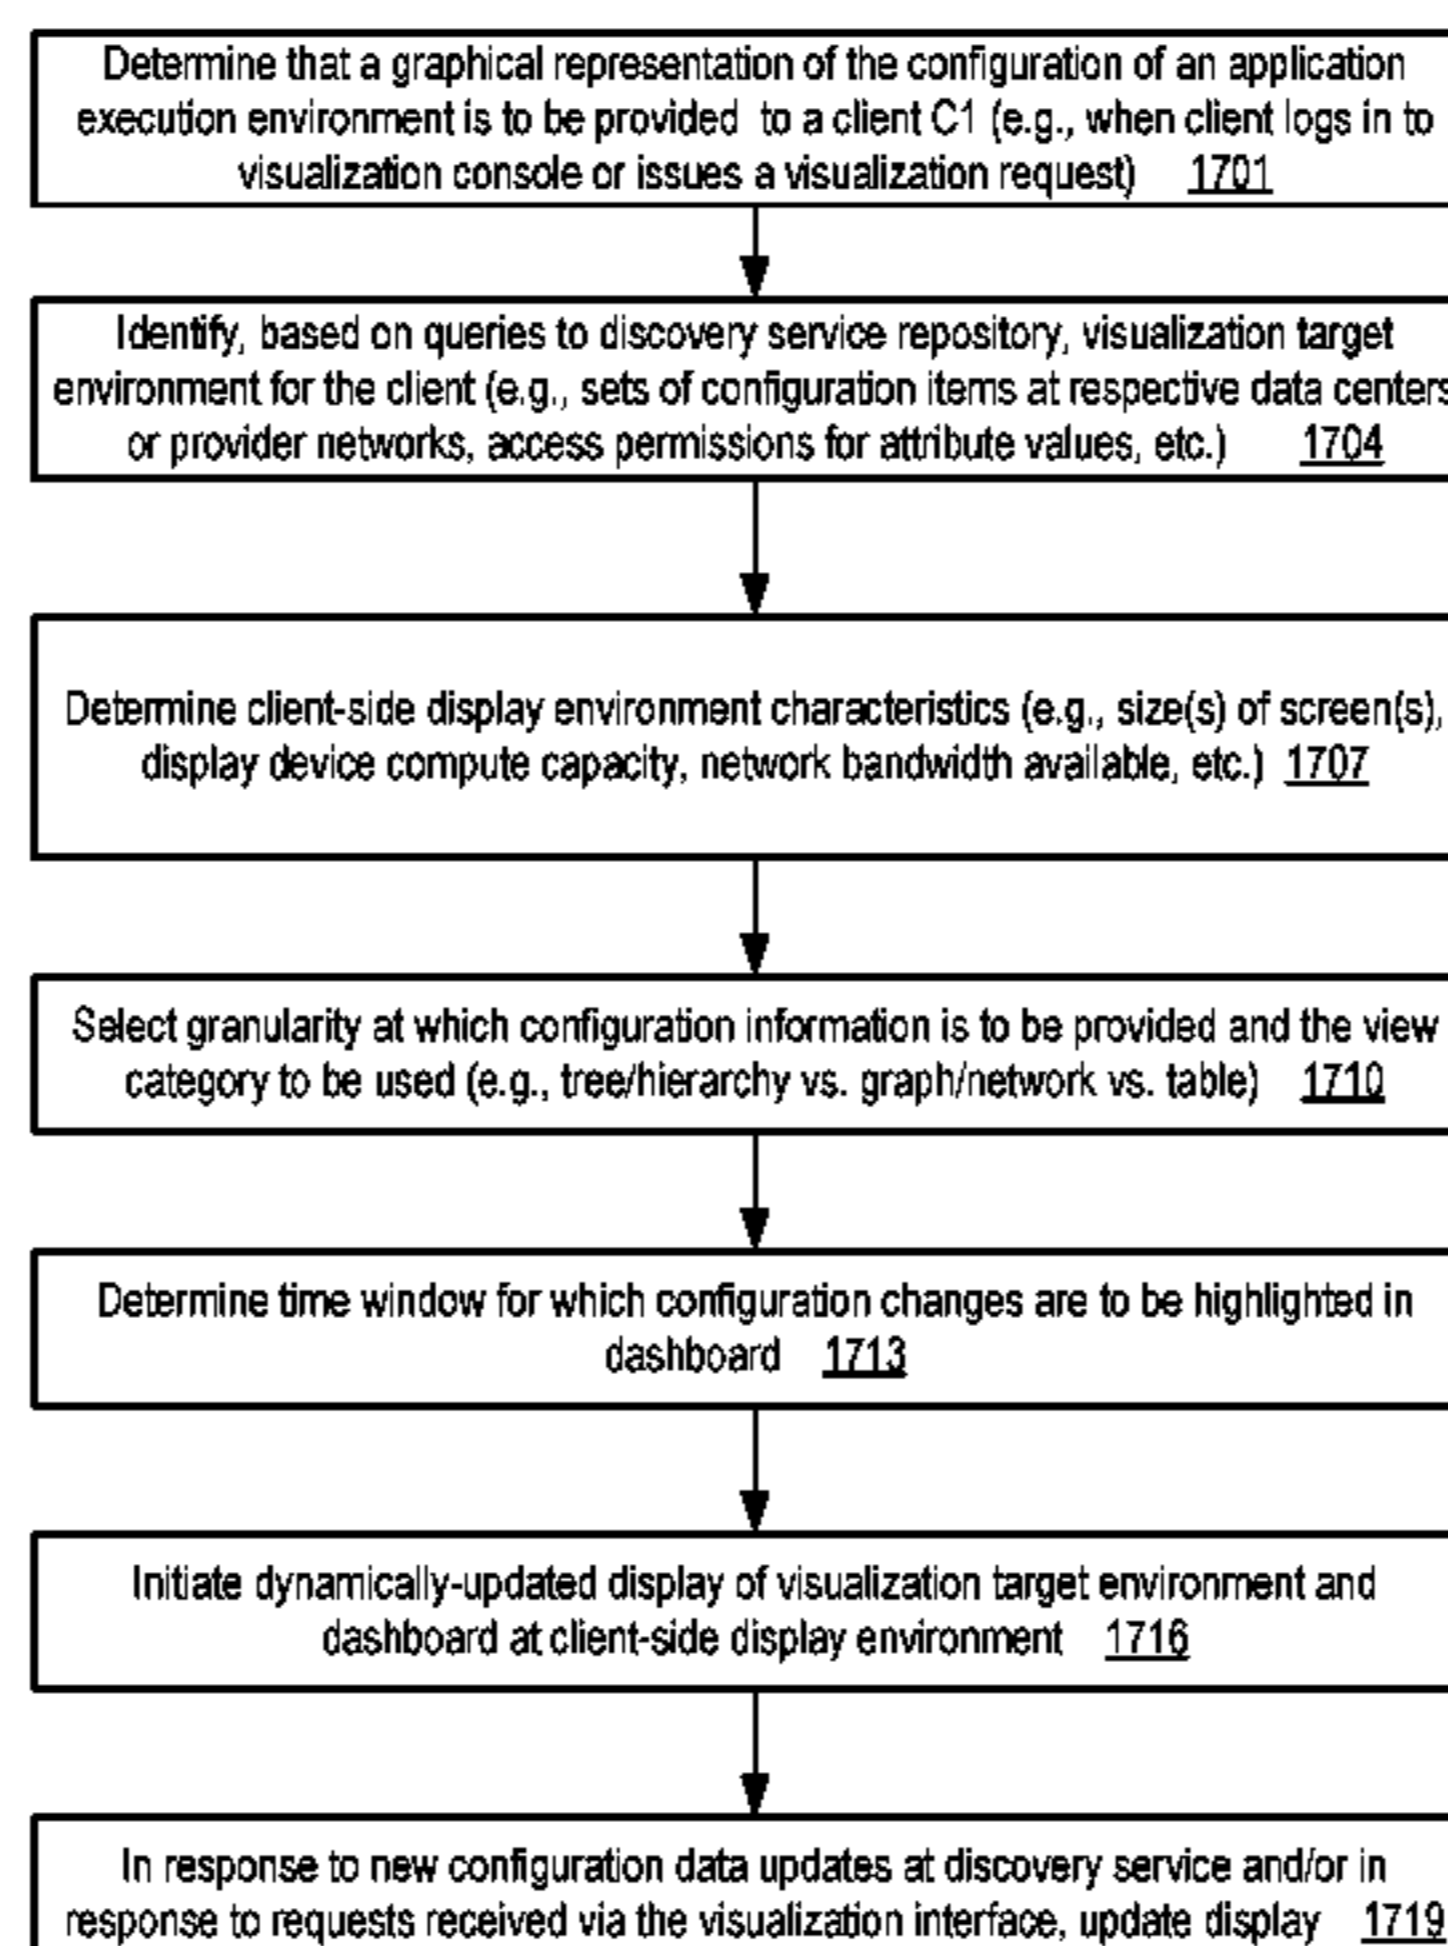 Determine that a graphical representation of the configuration of an application
execution environment is to be provided to a client C1 (e.g., when client logs in to
visualization console or issues a visualization request) 1701
Identify, based on queries to discovery service repository, visualization target
environment for the client (e.g., sets of configuration items at respective data centers
or provider networks, access permissions for attribute values, etc.) 1704
Determine client-side display environment characteristics (e.g., size(s) of screen(s),
display device compute capacity, network bandwidth available, etc.) 1707
Select granularity at which configuration information is to be provided and the view
category to be used (e.g., tree/hierarchy vs. graph/network vs. table) 1710
Determine time window for which configuration changes are to be highlighted in
dashboard 1713
Initiate dynamically-updated display of visualization target environment and
dashboard at client-side display environment 1716
In response to new configuration data updates at discovery service and/or in
response to requests received via the visualization interface, update display 1719